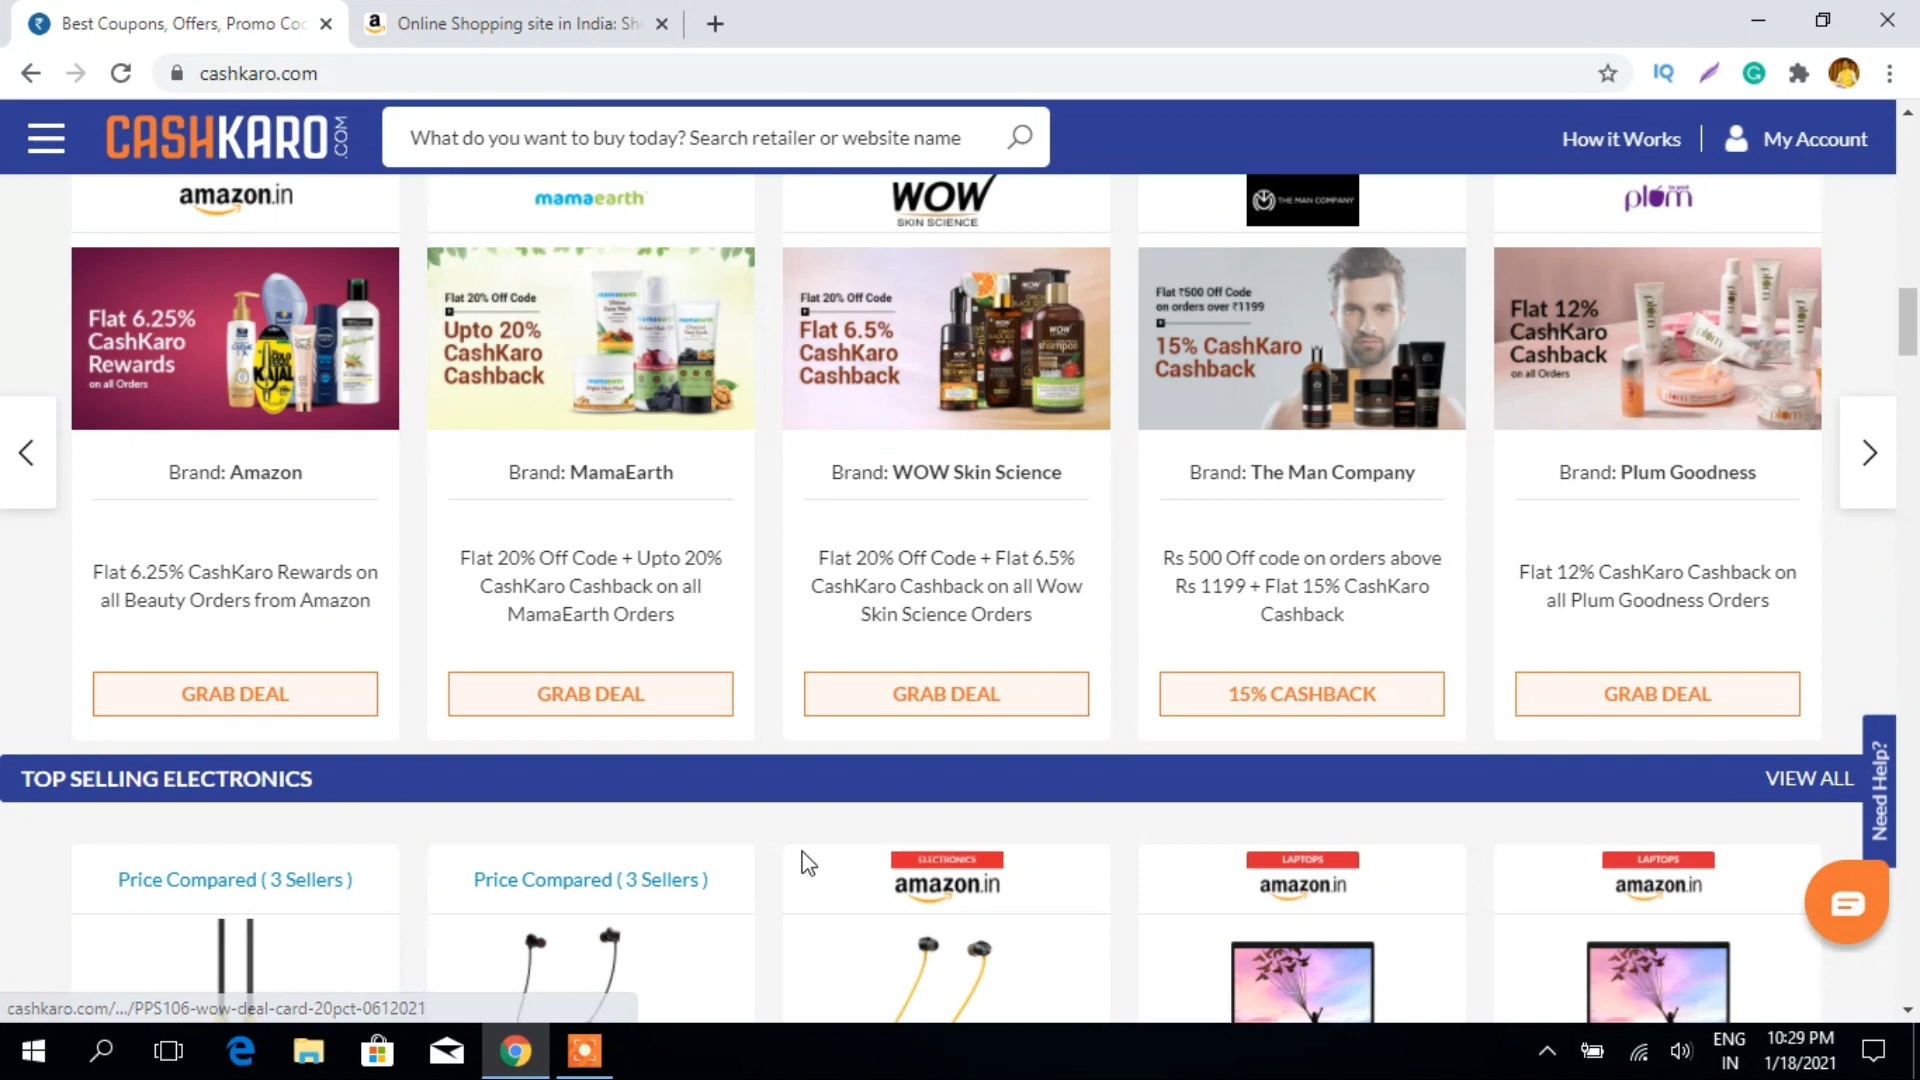 Best Coupons, Offers, Promo Coc
Online Shopping site in India: Sh
cashkaro.com
CASHKARO.COM
What do you want to buy today? Search retailer or website name
How it Works
My Account
amazon.in
mamaearth
WOW
SKIN SCIENCE
THE MAN COMPANY
plum
Flat 6.25%
CashKaro
Rewards
on all Orders
Flat 20% Off Code
+
Upto 20%
CashKaro
Cashback
Flat 20% Off Code
+
Flat 6.5%
CashKaro
Cashback
Flat ₹500 Off Code
on orders over ₹1199
+
15% CashKaro
Cashback
Flat 12%
CashKaro
Cashback
on all Orders
Brand: Amazon
Brand: MamaEarth
Brand: WOW Skin Science
Brand: The Man Company
Brand: Plum Goodness
Flat 6.25% CashKaro Rewards on
all Beauty Orders from Amazon
Flat 20% Off Code + Upto 20%
CashKaro Cashback on all
MamaEarth Orders
Flat 20% Off Code + Flat 6.5%
CashKaro Cashback on all Wow
Skin Science Orders
Rs 500 Off code on orders above
Rs 1199 + Flat 15% CashKaro
Cashback
Flat 12% CashKaro Cashback on
all Plum Goodness Orders
GRAB DEAL
GRAB DEAL
GRAB DEAL
15% CASHBACK
GRAB DEAL
TOP SELLING ELECTRONICS
VIEW ALL
Need Help?
Price Compared ( 3 Sellers )
Price Compared ( 3 Sellers )
ELECTRONICS
amazon.in
LAPTOPS
amazon.in
LAPTOPS
amazon.in
cashkaro.com/.../PPS106-wow-deal-card-20pct-0612021
ENG
IN
10:29 PM
1/18/2021